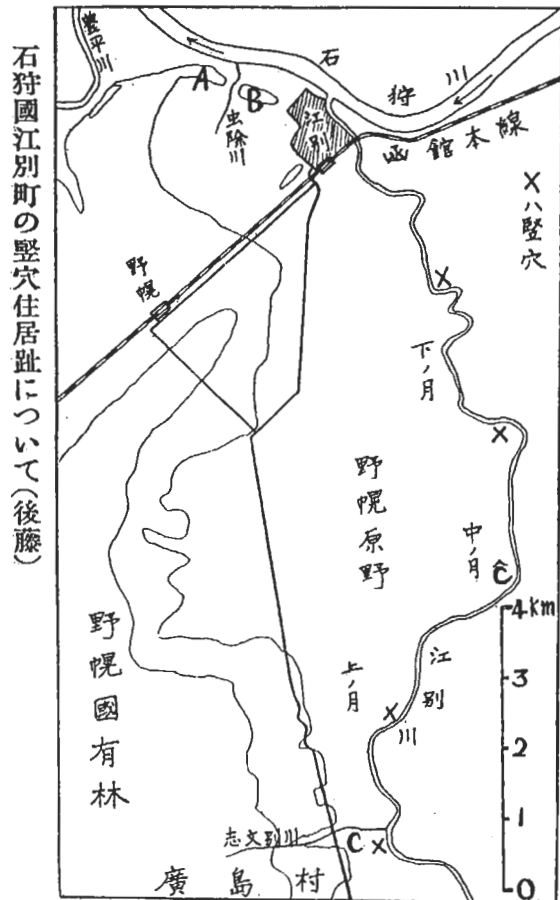 石狩國江別町の竪穴住居趾について(後藤)
豊平川
A
B
石狩川
虫除川
江別
函館本線
×ハ竪穴
野幌
×
下ノ月
×
野幌原野
中ノ月
Ĉ
4 km
江別川
3
上ノ月
×
野幌國有林
2
1
志文別川
C
×
0
廣島村